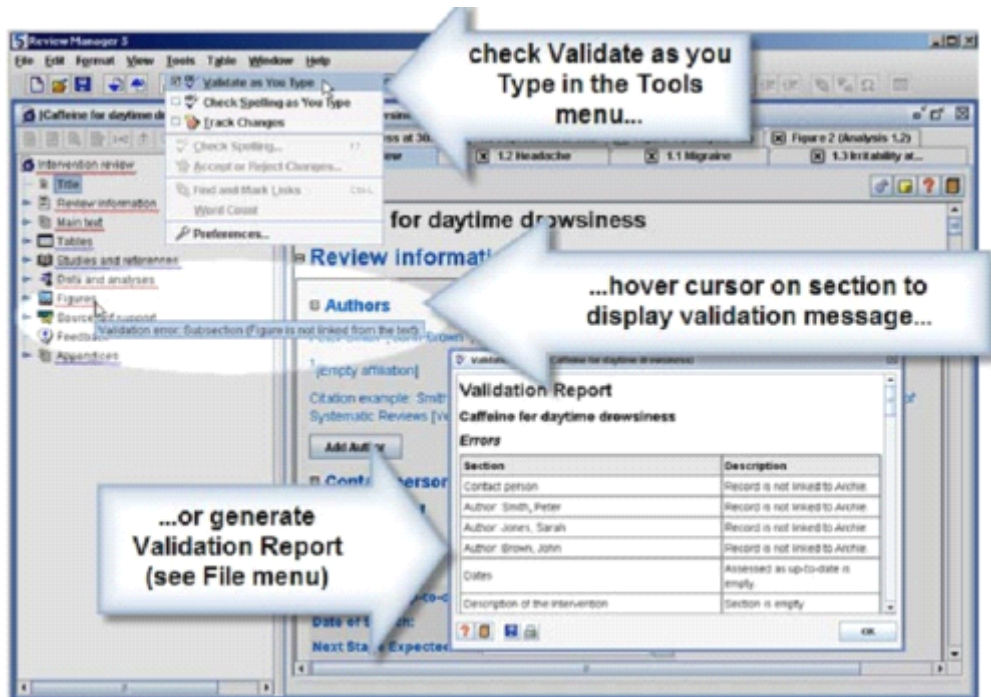 Review Manager 5
File Edit Format View Tools Table Window Help
Validate as You Type
Check Spelling as You Type
Track Changes
Check Spelling... F7
Accept or Reject Changes...
Find and Mark Links Ctrl-L
Word Count
Preferences...
check Validate as you
Type in the Tools
menu...
[Caffeine for daytime
Figure 2 (Analysis 1.2)
1.2 Headache
1.1 Migraine
1.3 Irritability at...
Intervention review
Title
Review information
Main text
Tables
Studies and references
Data and analyses
Figures
Feedback
Appendices
Validation error: Subsection (Figure is not linked from the text)
for daytime drowsiness
Review
Authors
[Empty affiliation]
Citation example: Smith
Systematic Reviews
Add Author
...hover cursor on section to
display validation message...
Validation Report
Caffeine for daytime drowsiness
Errors
Section Description
Contact person Record is not linked to Archie.
Author: Smith, Peter Record is not linked to Archie.
Author: Jones, Sarah Record is not linked to Archie.
Author: Brown, John Record is not linked to Archie.
Dates Assessed as up-to-date is
empty.
Description of the intervention Section is empty
OK
...or generate
Validation Report
(see File menu)
Date of Search:
Next Stage Expected